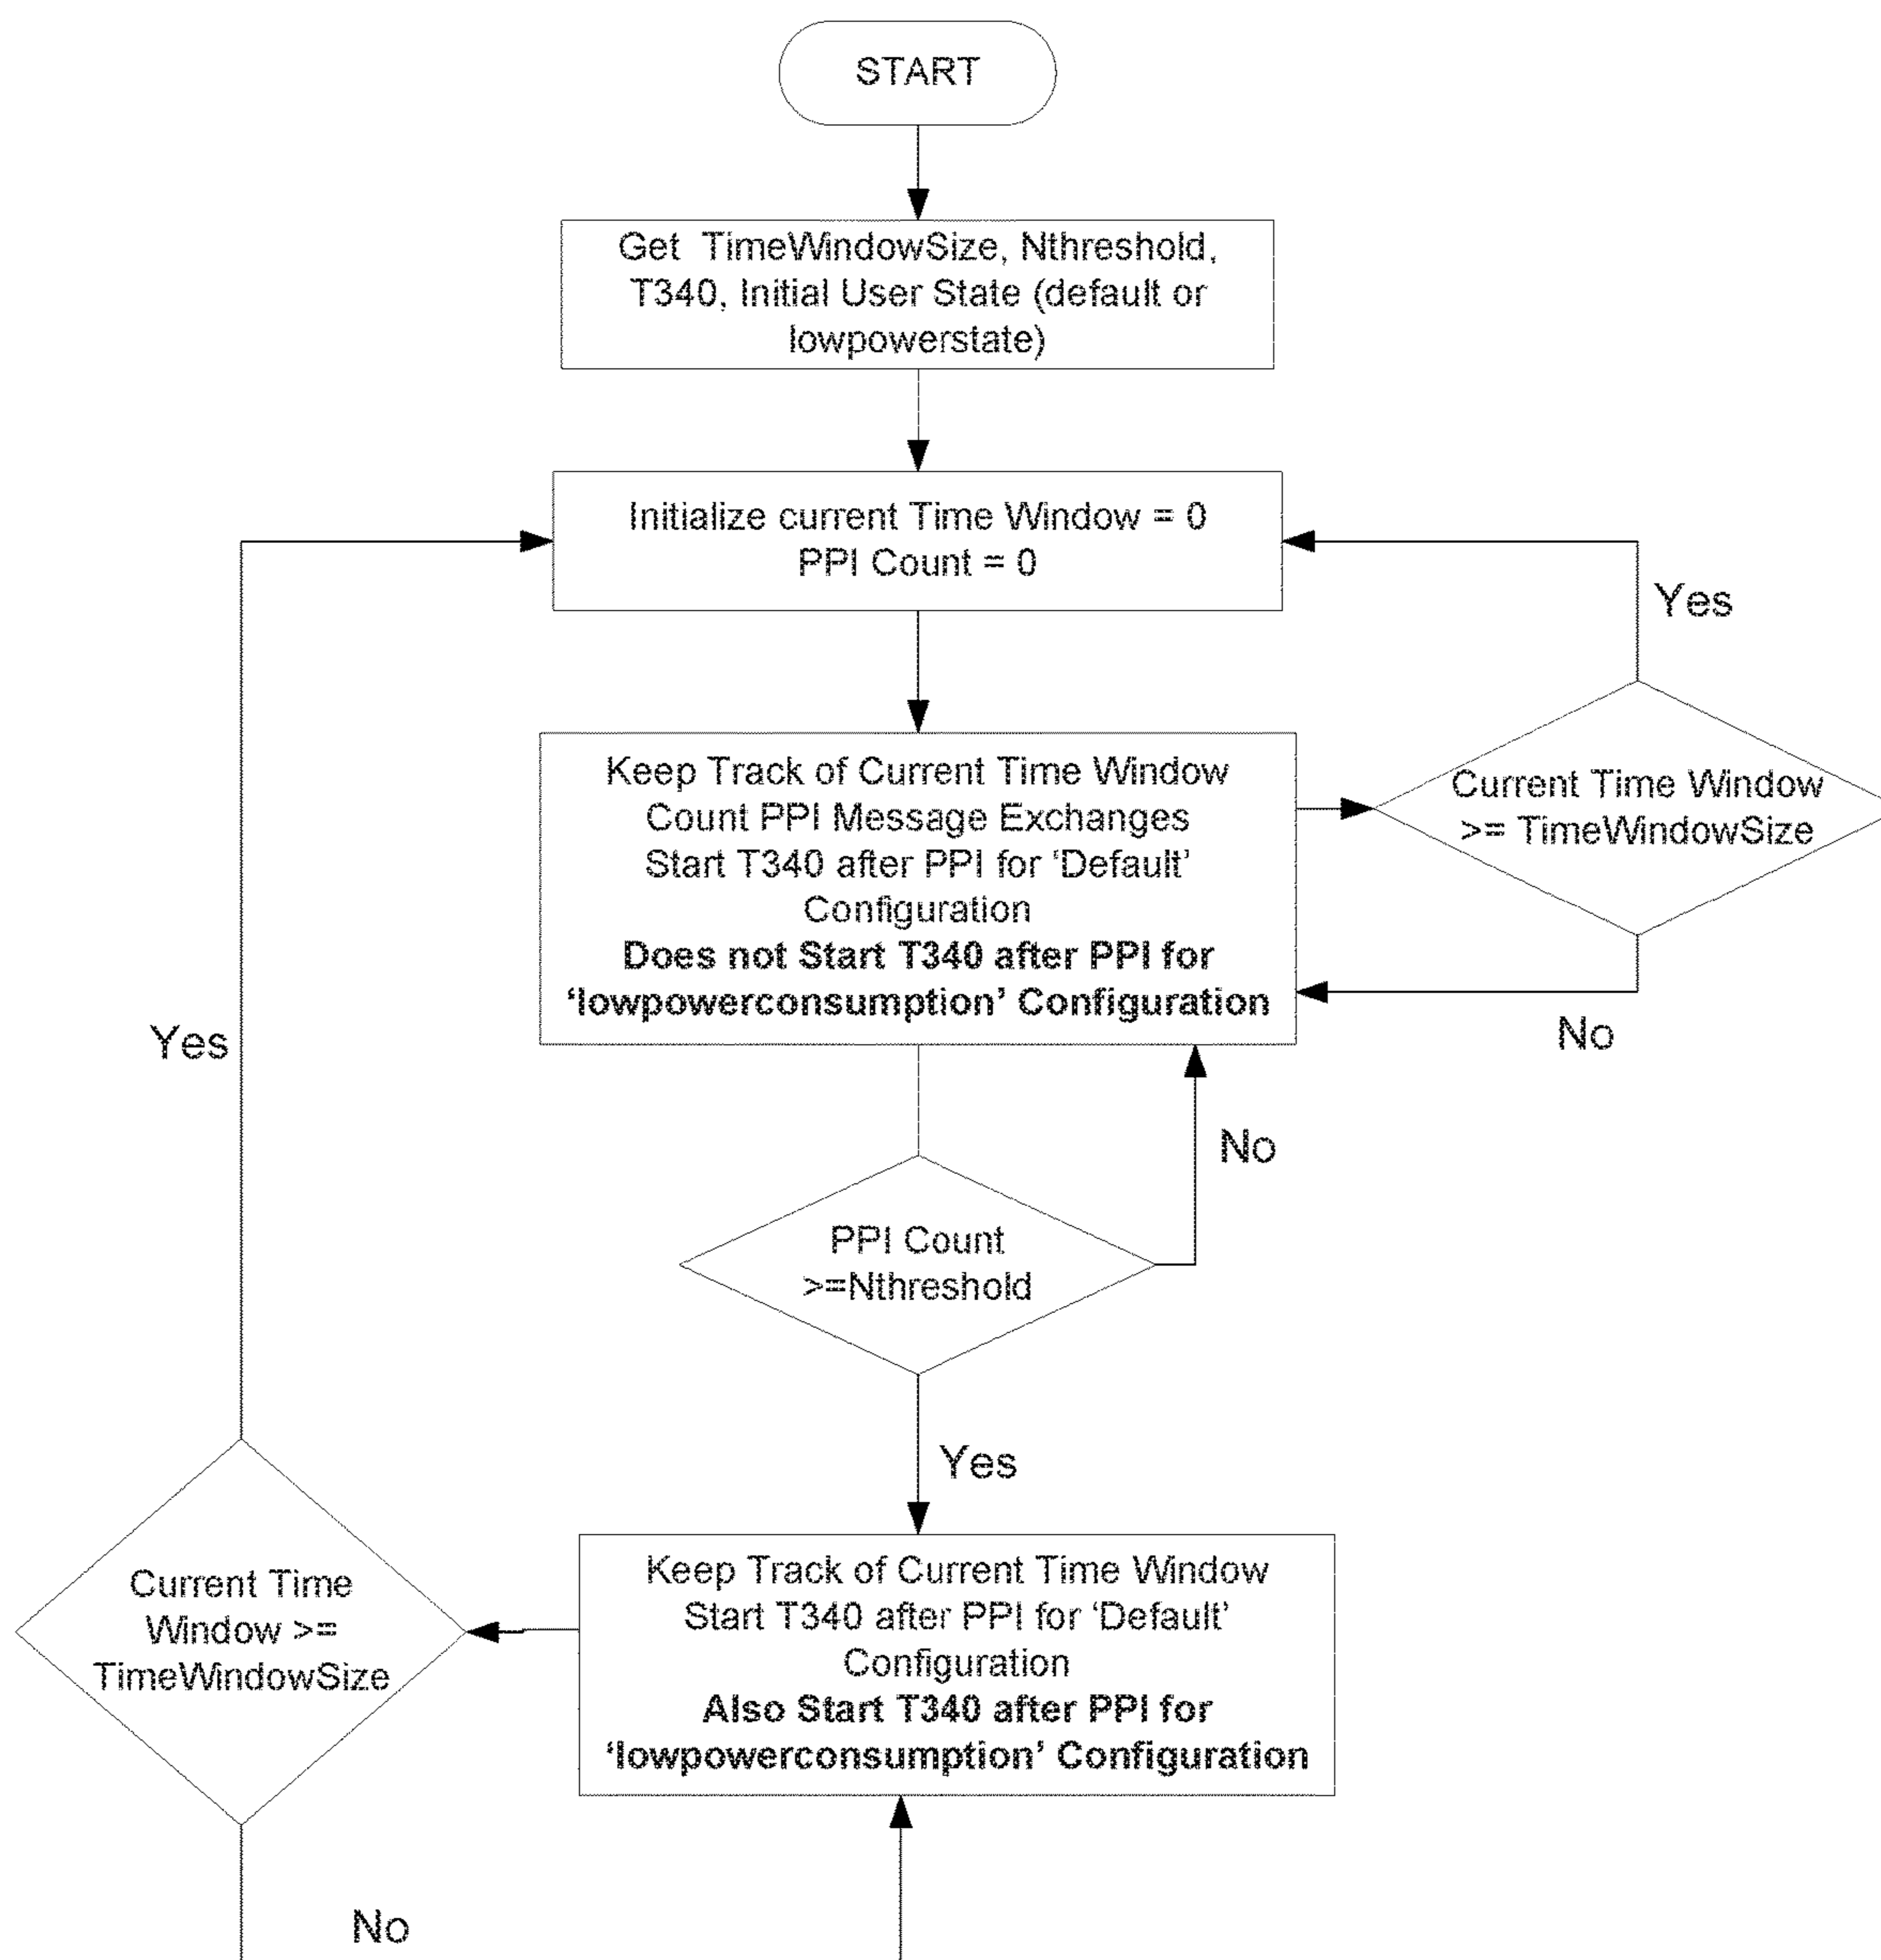 START
Get TimeWindowSize, Nthreshold,
T340, Initial User State (default or
lowpowerstate)
Initialize current Time Window = 0
PPI Count = 0
Yes
Keep Track of Current Time Window
Count PPI Message Exchanges
Start T340 after PPI for ‘Default’
Configuration
Does not Start T340 after PPI for
‘lowpowerconsumption’ Configuration
Current Time Window
>= TimeWindowSize
No
Yes
No
PPI Count
>=Nthreshold
Yes
Current Time
Window >=
TimeWindowSize
Keep Track of Current Time Window
Start T340 after PPI for ‘Default’
Configuration
Also Start T340 after PPI for
‘lowpowerconsumption’ Configuration
No